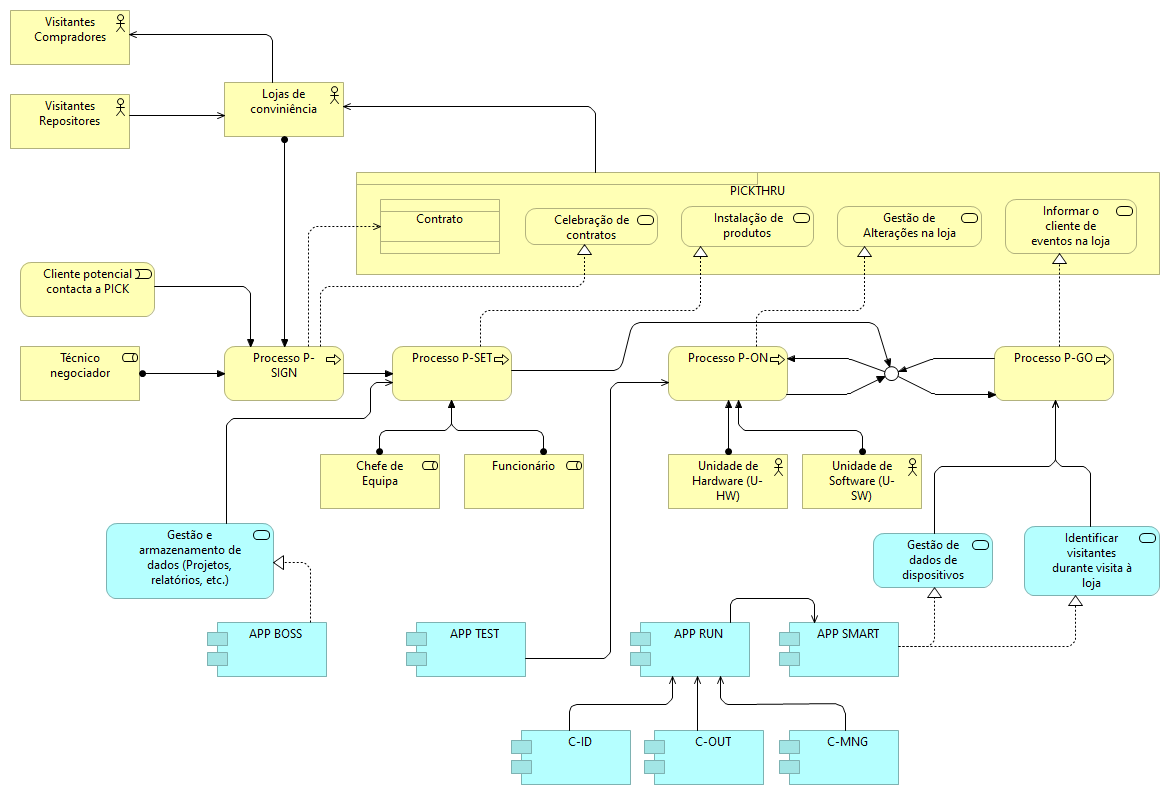 Visitantes
Compradores
Visitantes
Repositores
Lojas de
conviniência
PICKTHRU
Contrato
Celebração de
contratos
Instalação de
produtos
Gestão de
Alterações na loja
Informar o
cliente de
eventos na loja
Cliente potencial
contacta a PICK
Técnico
negociador
Processo P-
SIGN
Processo P-SET
Processo P-ON
Processo P-GO
Chefe de
Equipa
Funcionário
Unidade de
Hardware (U-
HW)
Unidade de
Software (U-
SW)
Gestão e
armazenamento de
dados (Projetos,
relatórios, etc.)
Gestão de
dados de
dispositivos
Identificar
visitantes
durante visita à
loja
APP BOSS
APP TEST
APP RUN
APP SMART
C-ID
C-OUT
C-MNG